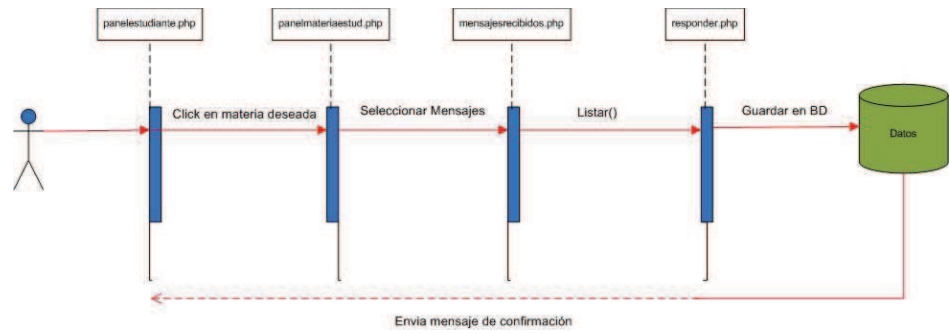 panelestudiante.php
panelmateriaestud.php
mensajesrecibidos.php
responder.php
Click en materia deseada
Seleccionar Mensajes
Listar()
Guardar en BD
Datos
Envia mensaje de confirmación